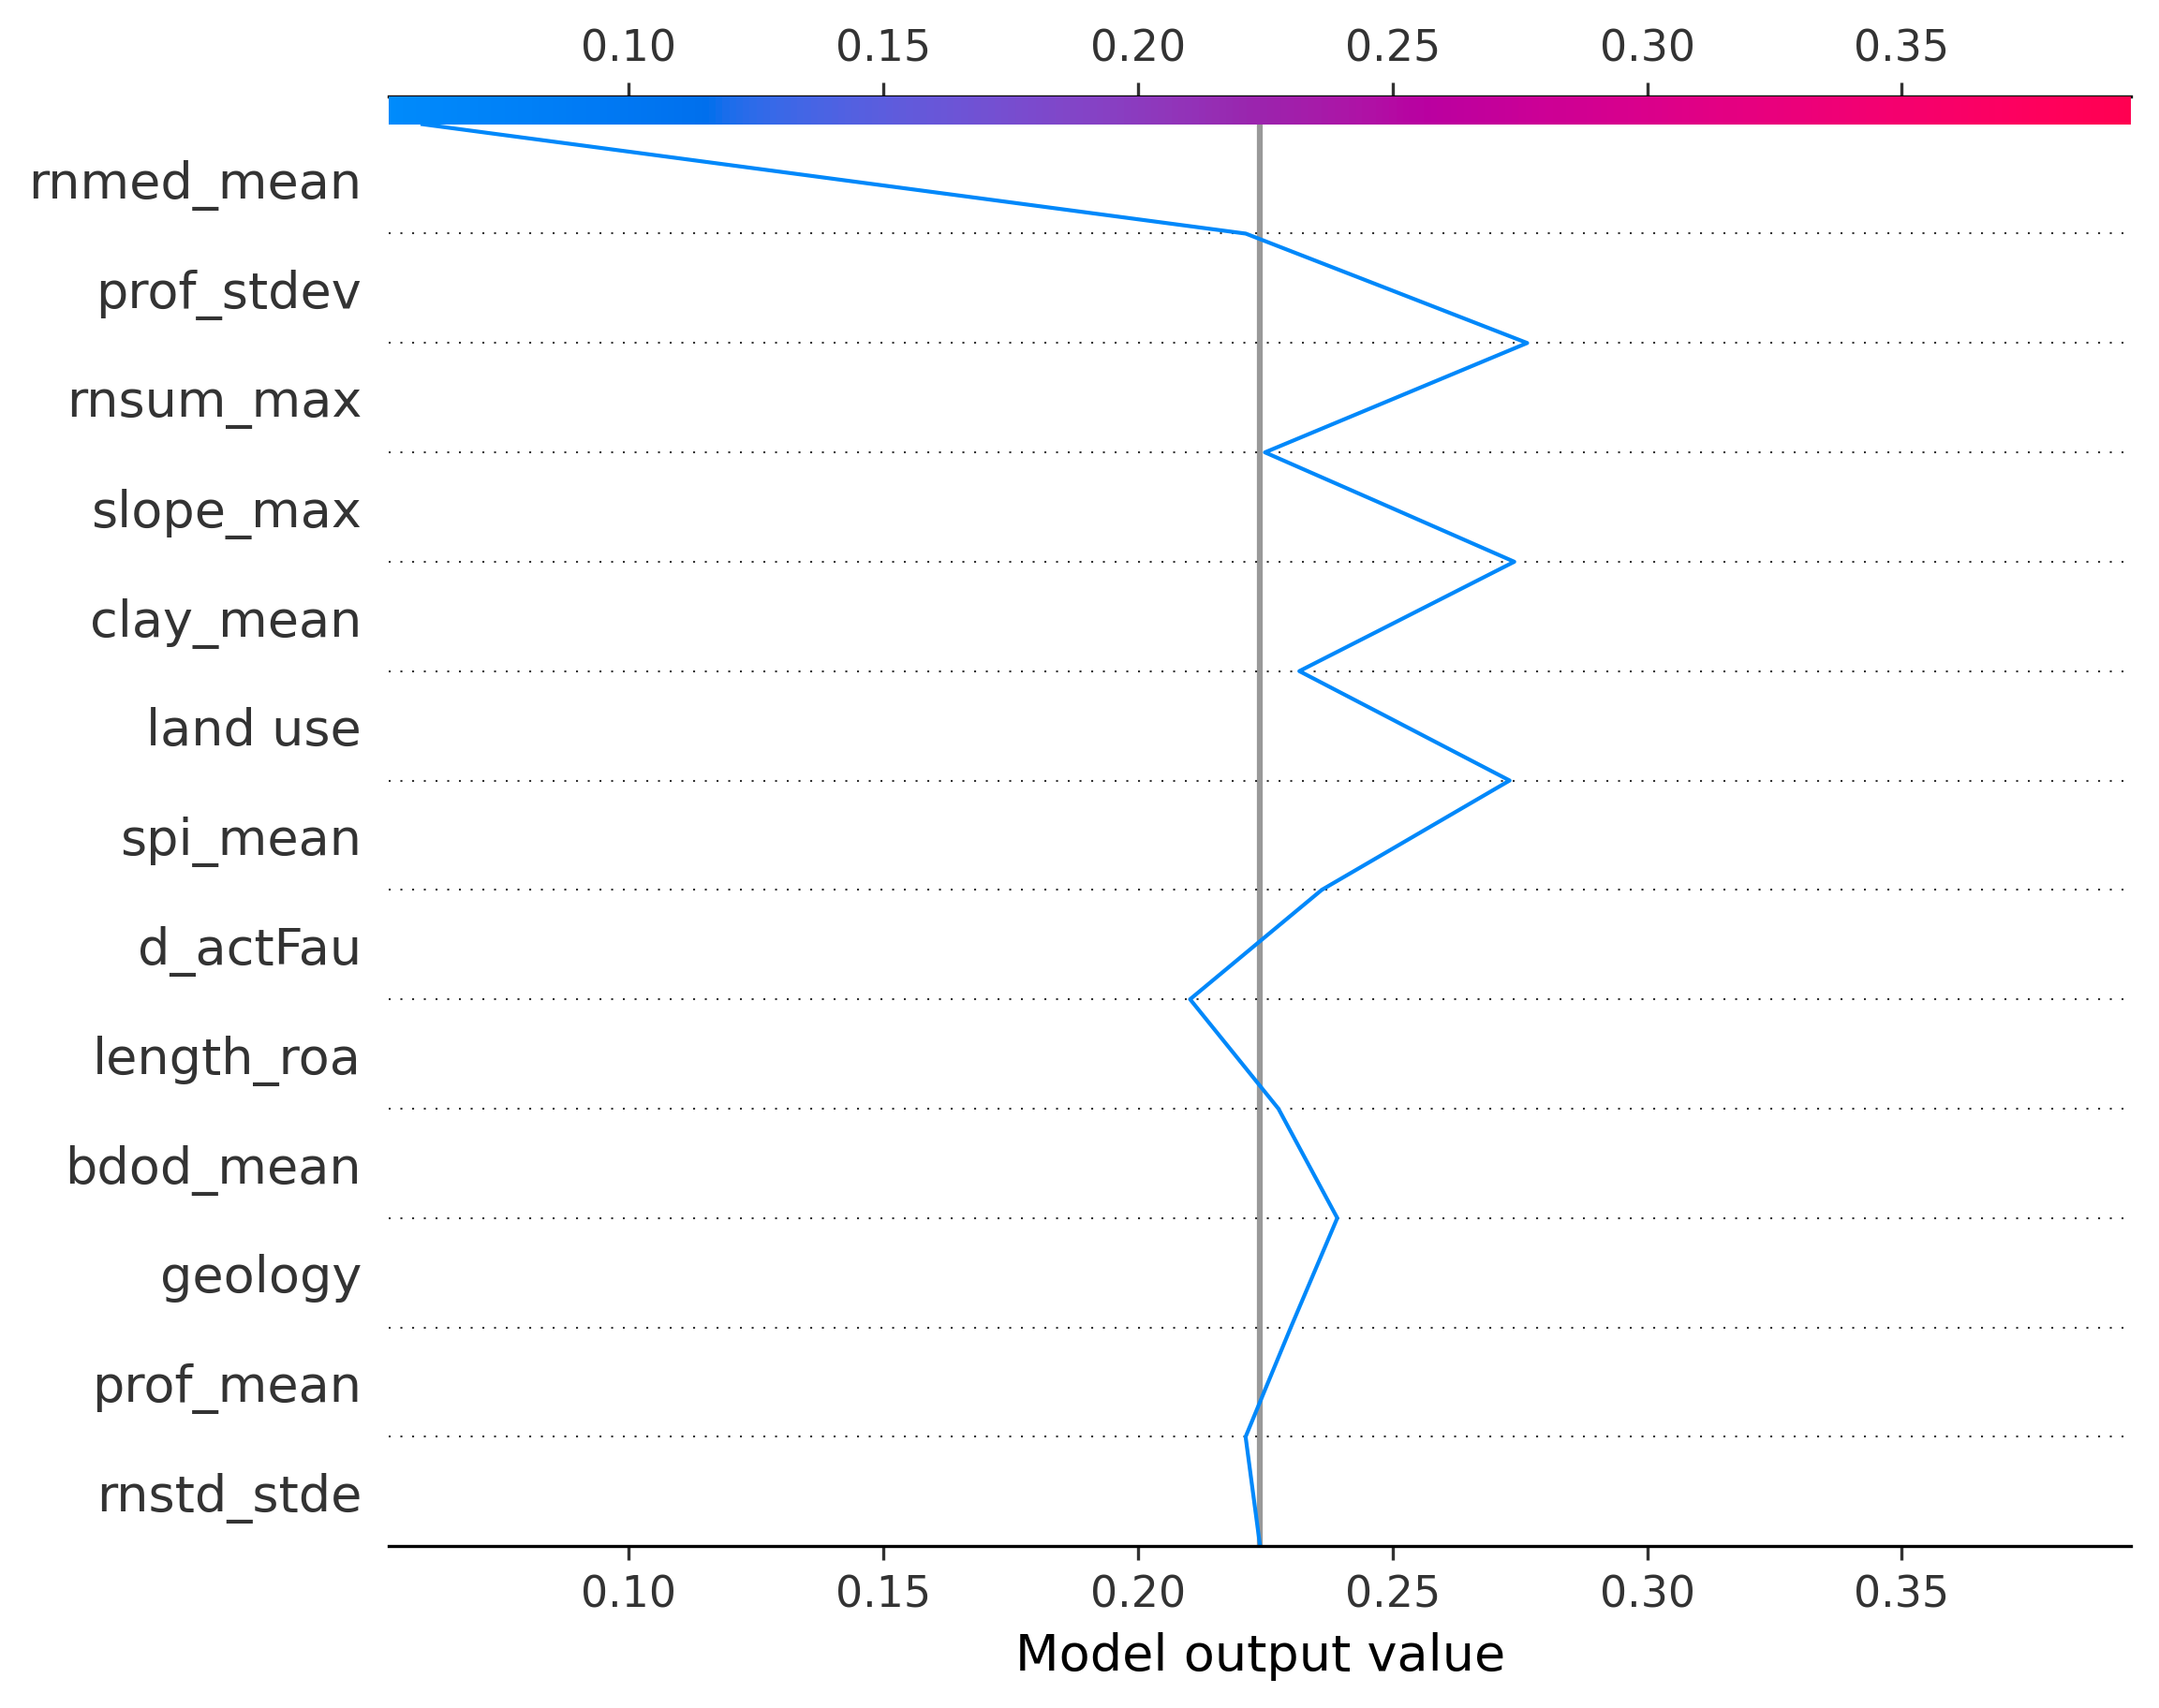 0.10 0.15 0.20 0.25 0.30 0.35
rnmed_mean
prof_stdev
rnsum_max
slope_max
clay_mean
land use
spi_mean
d_actFau
length_roa
bdod_mean
geology
prof_mean
rnstd_stde
0.10 0.15 0.20 0.25 0.30 0.35
Model output value